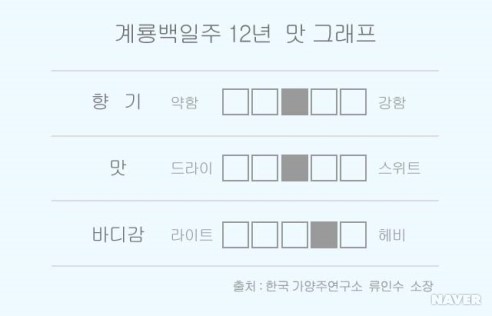 계룡백일주 12년 맛 그래프
향 기 약함 강함
맛 드라이 스위트
바디감 라이트 헤비
출처 : 한국 가양주연구소 류인수 소장
NAVER